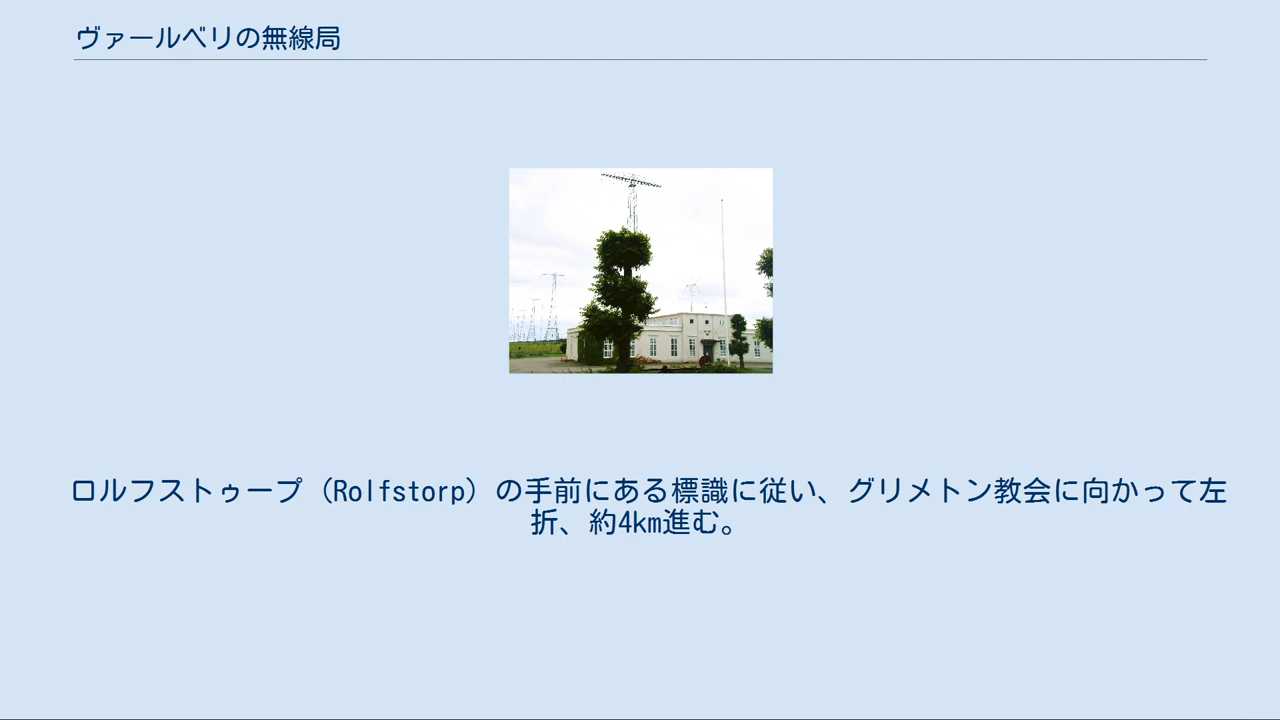 ヴァールベリの無線局
ロルフストゥープ（Rolfstorp）の手前にある標識に従い、グリメトン教会に向かって左
折、約4km進む。